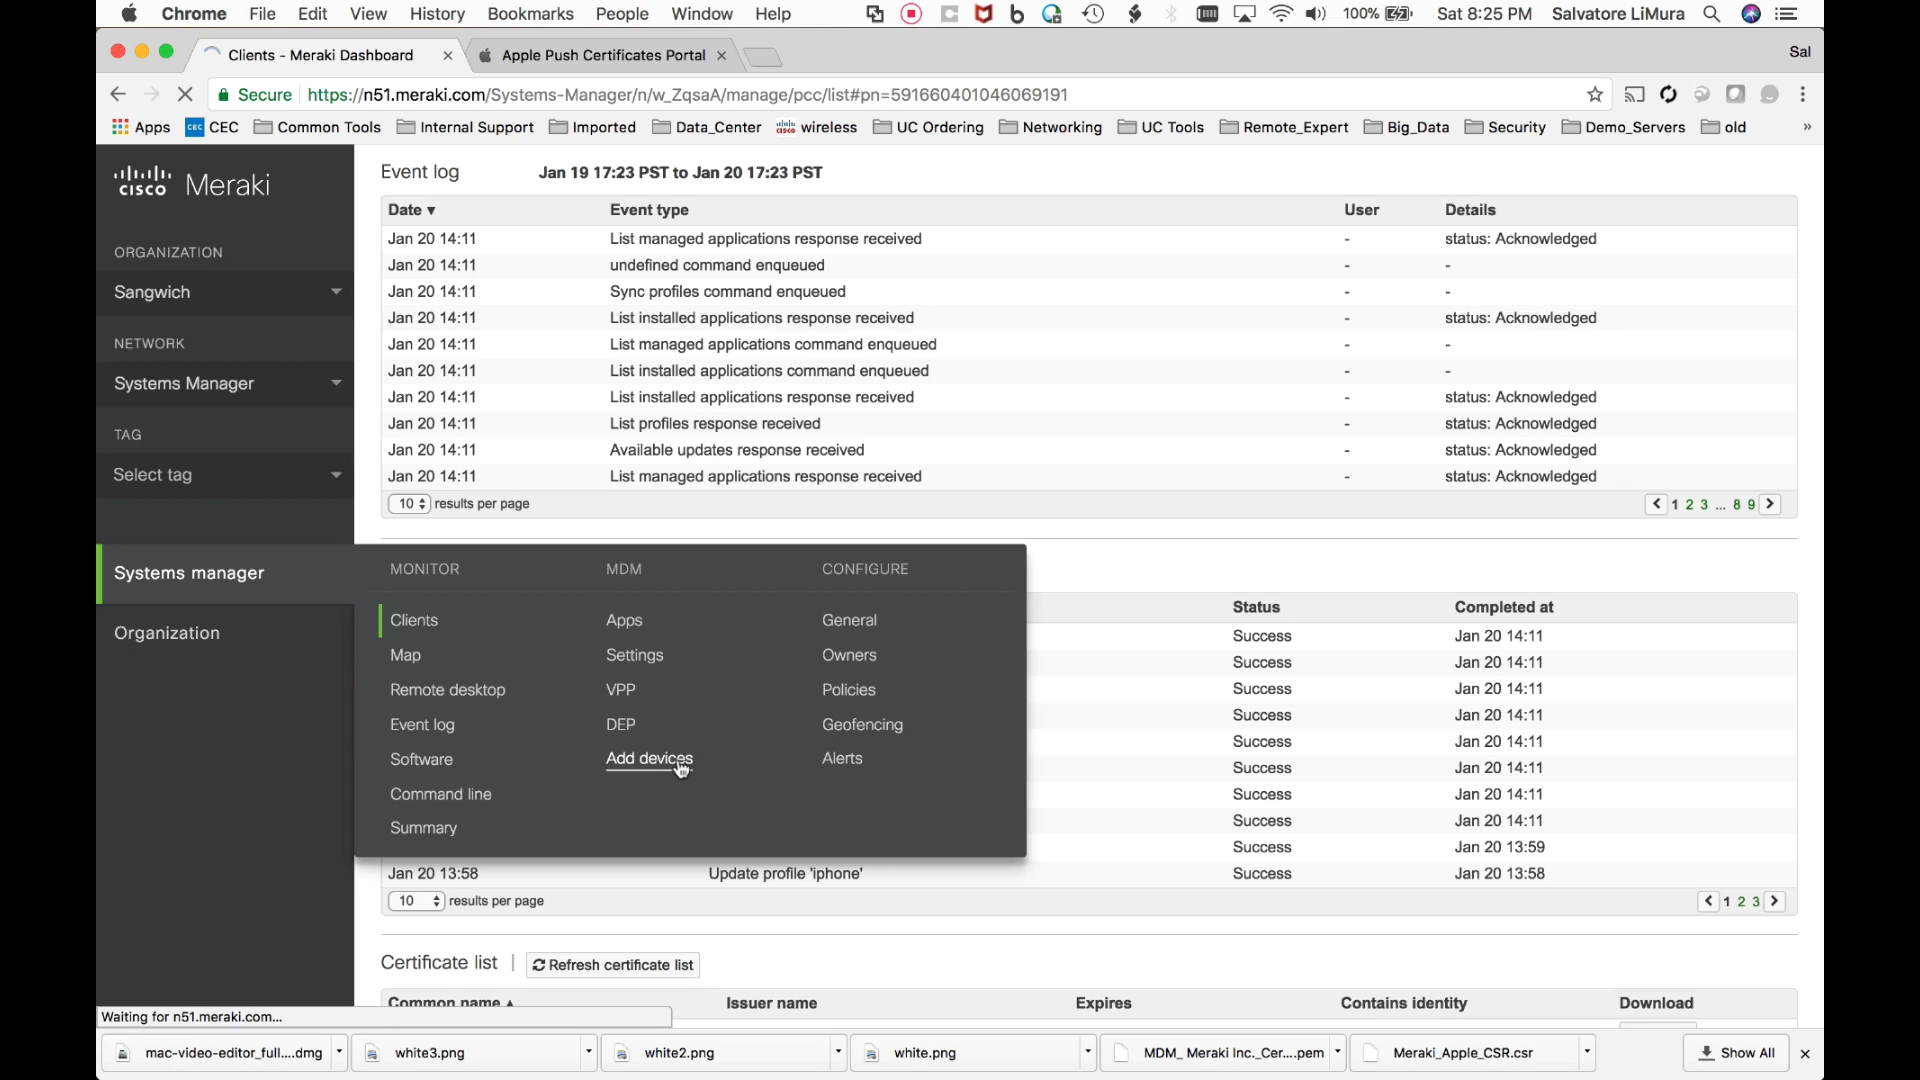 Chrome File Edit View History Bookmarks People Window Help 100% Sat 8:25 PM Salvatore LiMura
Clients - Meraki Dashboard Apple Push Certificates Portal Sal
Secure https://n51.meraki.com/Systems-Manager/n/w_ZqsaA/manage/pcc/list#pn=591660401046069191
Apps CEC CEC Common Tools Internal Support Imported Data_Center wireless UC Ordering Networking UC Tools Remote_Expert Big_Data Security Demo_Servers old »
cisco Meraki
ORGANIZATION
Sangwich
NETWORK
Systems Manager
TAG
Select tag
Systems manager
Organization
Event log Jan 19 17:23 PST to Jan 20 17:23 PST
Date ▼ Event type User Details
Jan 20 14:11 List managed applications response received - status: Acknowledged
Jan 20 14:11 undefined command enqueued - -
Jan 20 14:11 Sync profiles command enqueued - -
Jan 20 14:11 List installed applications response received - status: Acknowledged
Jan 20 14:11 List managed applications command enqueued - -
Jan 20 14:11 List installed applications command enqueued - -
Jan 20 14:11 List installed applications response received - status: Acknowledged
Jan 20 14:11 List profiles response received - status: Acknowledged
Jan 20 14:11 Available updates response received - status: Acknowledged
Jan 20 14:11 List managed applications response received - status: Acknowledged
10 results per page 1 2 3 ... 8 9
MONITOR MDM CONFIGURE
Clients Apps General
Map Settings Owners
Remote desktop VPP Policies
Event log DEP Geofencing
Software Add devices Alerts
Command line
Summary
Status Completed at
Success Jan 20 14:11
Success Jan 20 14:11
Success Jan 20 14:11
Success Jan 20 14:11
Success Jan 20 14:11
Success Jan 20 14:11
Success Jan 20 14:11
Success Jan 20 14:11
Success Jan 20 13:59
Jan 20 13:58 Update profile 'iphone' Success Jan 20 13:58
10 results per page 1 2 3
Certificate list | Refresh certificate list
Common name ▲ Issuer name Expires Contains identity Download
Waiting for n51.meraki.com...
mac-video-editor_full....dmg white3.png white2.png white.png MDM_ Meraki Inc._Cer....pem Meraki_Apple_CSR.csr Show All